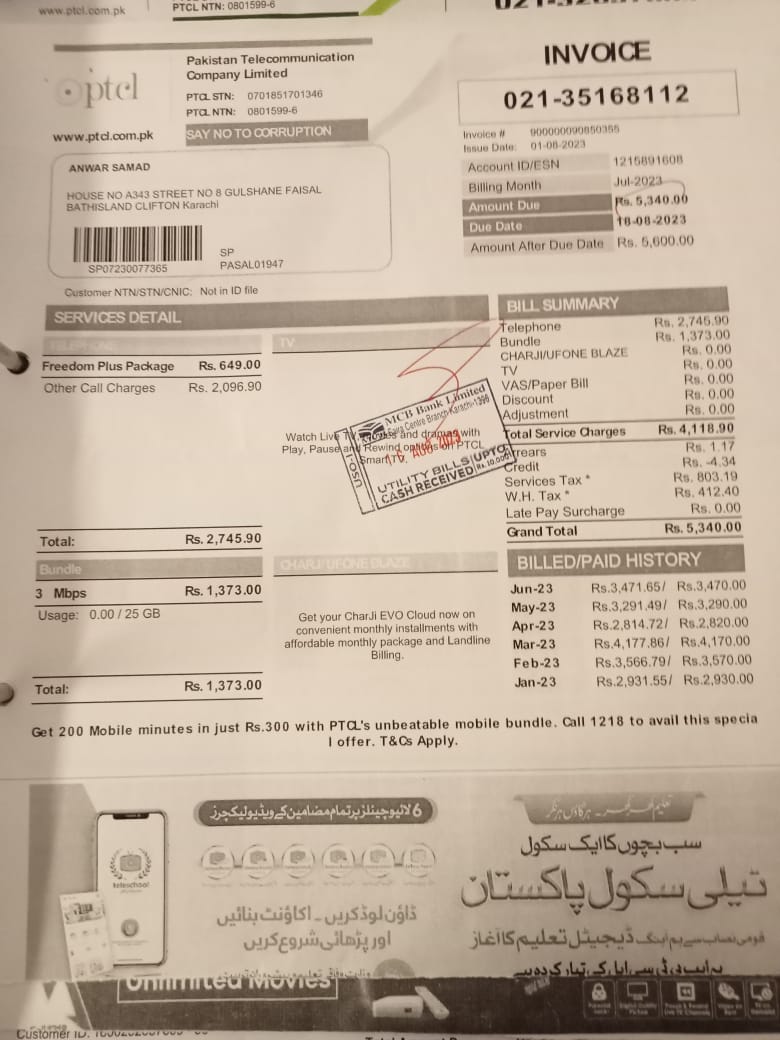 www.ptcl.com.pk
PTCL NTN: 0801599-6
ptcl
Pakistan Telecommunication
Company Limited
PTCL STN: 0701851701346
PTCL NTN: 0801599-6
www.ptcl.com.pk
SAY NO TO CORRUPTION
INVOICE
021-35168112
Invoice # 900000090850355
Issue Date: 01-08-2023
Account ID/ESN 1215891608
Billing Month Jul-2023
Amount Due Rs. 5,340.00
Due Date 18-08-2023
Amount After Due Date Rs. 5,600.00
ANWAR SAMAD
HOUSE NO A343 STREET NO 8 GULSHANE FAISAL
BATHISLAND CLIFTON Karachi
SP07230077365
SP
PASAL01947
Customer NTN/STN/CNIC: Not in ID file
SERVICES DETAIL
TELEPHONE
Freedom Plus Package Rs. 649.00
Other Call Charges Rs. 2,096.90
Total: Rs. 2,745.90
Bundle
3 Mbps Rs. 1,373.00
Usage: 0.00 / 25 GB
Total: Rs. 1,373.00
TV
Watch Live and dramas with
Play, Pause and Rewind options on PTCL
Smart
MCB Bank Limited
Centre Branch Karachi-1396
16 AUG 2023
UTILITY BILLS UPTO
CASH RECEIVED Rs. 10,000/
CHARJI/UFONE BLAZE
Get your CharJi EVO Cloud now on
convenient monthly installments with
affordable monthly package and Landline
Billing.
BILL SUMMARY
Telephone Rs. 2,745.90
Bundle Rs. 1,373.00
CHARJI/UFONE BLAZE Rs. 0.00
TV Rs. 0.00
VAS/Paper Bill Rs. 0.00
Discount Rs. 0.00
Adjustment Rs. 0.00
Total Service Charges Rs. 4,118.90
Arrears Rs. 1.17
Credit Rs. -4.34
Services Tax * Rs. 803.19
W.H. Tax * Rs. 412.40
Late Pay Surcharge Rs. 0.00
Grand Total Rs. 5,340.00
BILLED/PAID HISTORY
Jun-23 Rs.3,471.65/ Rs.3,470.00
May-23 Rs.3,291.49/ Rs.3,290.00
Apr-23 Rs.2,814.72/ Rs.2,820.00
Mar-23 Rs.4,177.86/ Rs.4,170.00
Feb-23 Rs.3,566.79/ Rs.3,570.00
Jan-23 Rs.2,931.55/ Rs.2,930.00
Get 200 Mobile minutes in just Rs.300 with PTCL's unbeatable mobile bundle. Call 1218 to avail this specia
l offer. T&Cs Apply.
6 لائیو چینلز پر تمام مضامین کے ویڈیو لیکچرز
teleschool
ڈاؤن لوڈ کریں۔ اکاؤنٹ بنائیں
اور پڑھائی شروع کریں
سب بچوں کا ایک سکول
ٹیلی سکول پاکستان
قومی نصاب سے ہم آہنگ ڈیجیٹل تعلیم کا آغاز
Unlimited Movies
Customer ID: